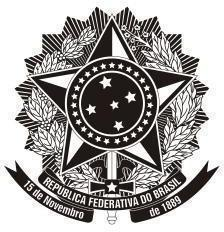 REPÚBLICA FEDERATIVA DO BRASIL
15 de Novembro de 1889